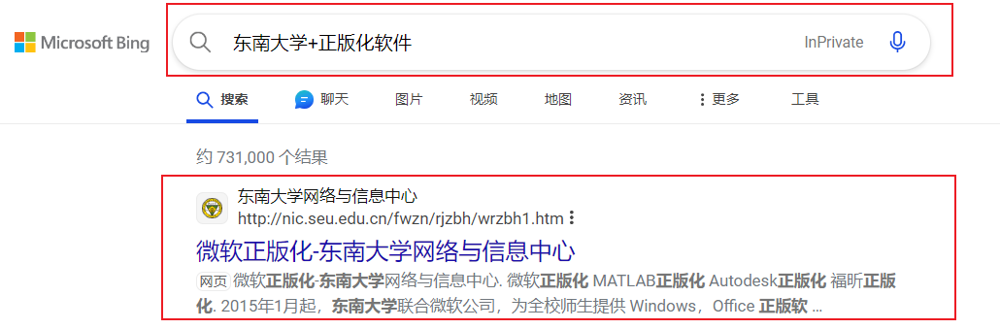 Microsoft Bing
东南大学+正版化软件
InPrivate
搜索 聊天 图片 视频 地图 资讯 更多 工具
约 731,000 个结果
东南大学网络与信息中心
http://nic.seu.edu.cn/fwzn/rjzbh/wrzbh1.htm
微软正版化-东南大学网络与信息中心
网页 微软正版化-东南大学网络与信息中心. 微软正版化 MATLAB正版化 Autodesk正版化 福昕正版
化. 2015年1月起，东南大学联合微软公司，为全校师生提供 Windows，Office 正版软 ...